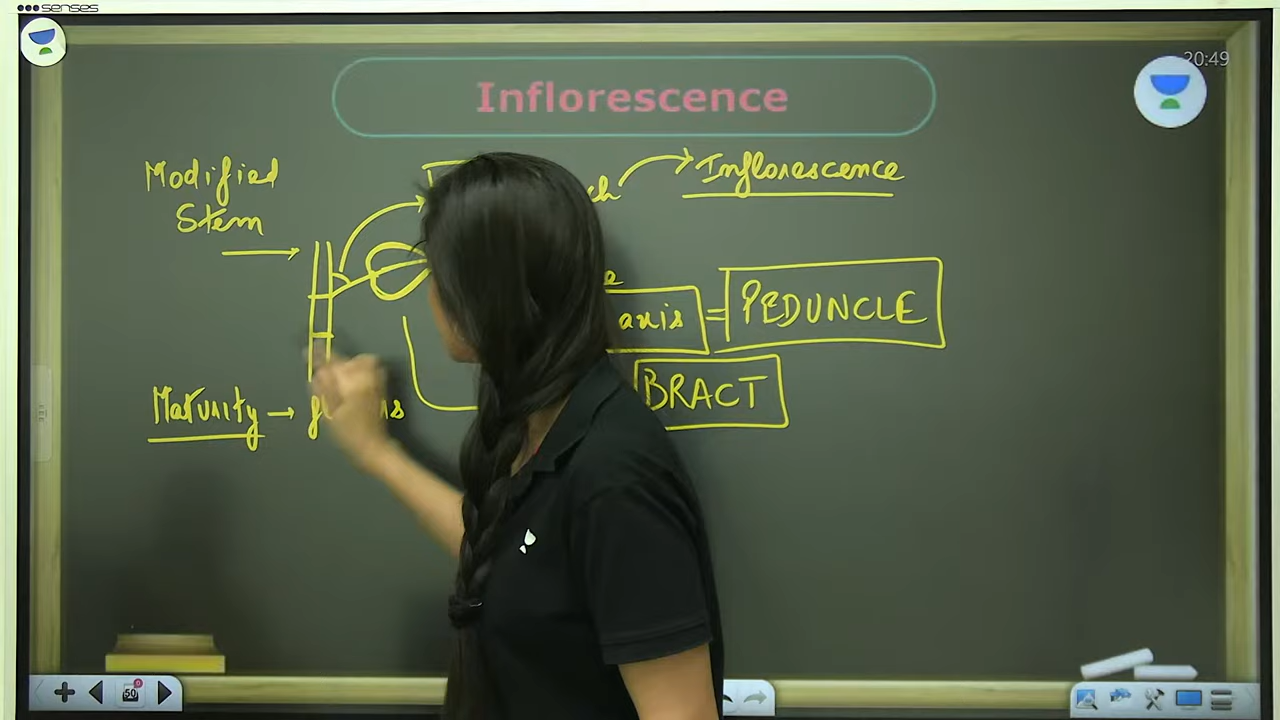 senses
20:49
Inflorescence
Modified
Stem
Inflorescence
axis = PEDUNCLE
BRACT
Maturity →
50